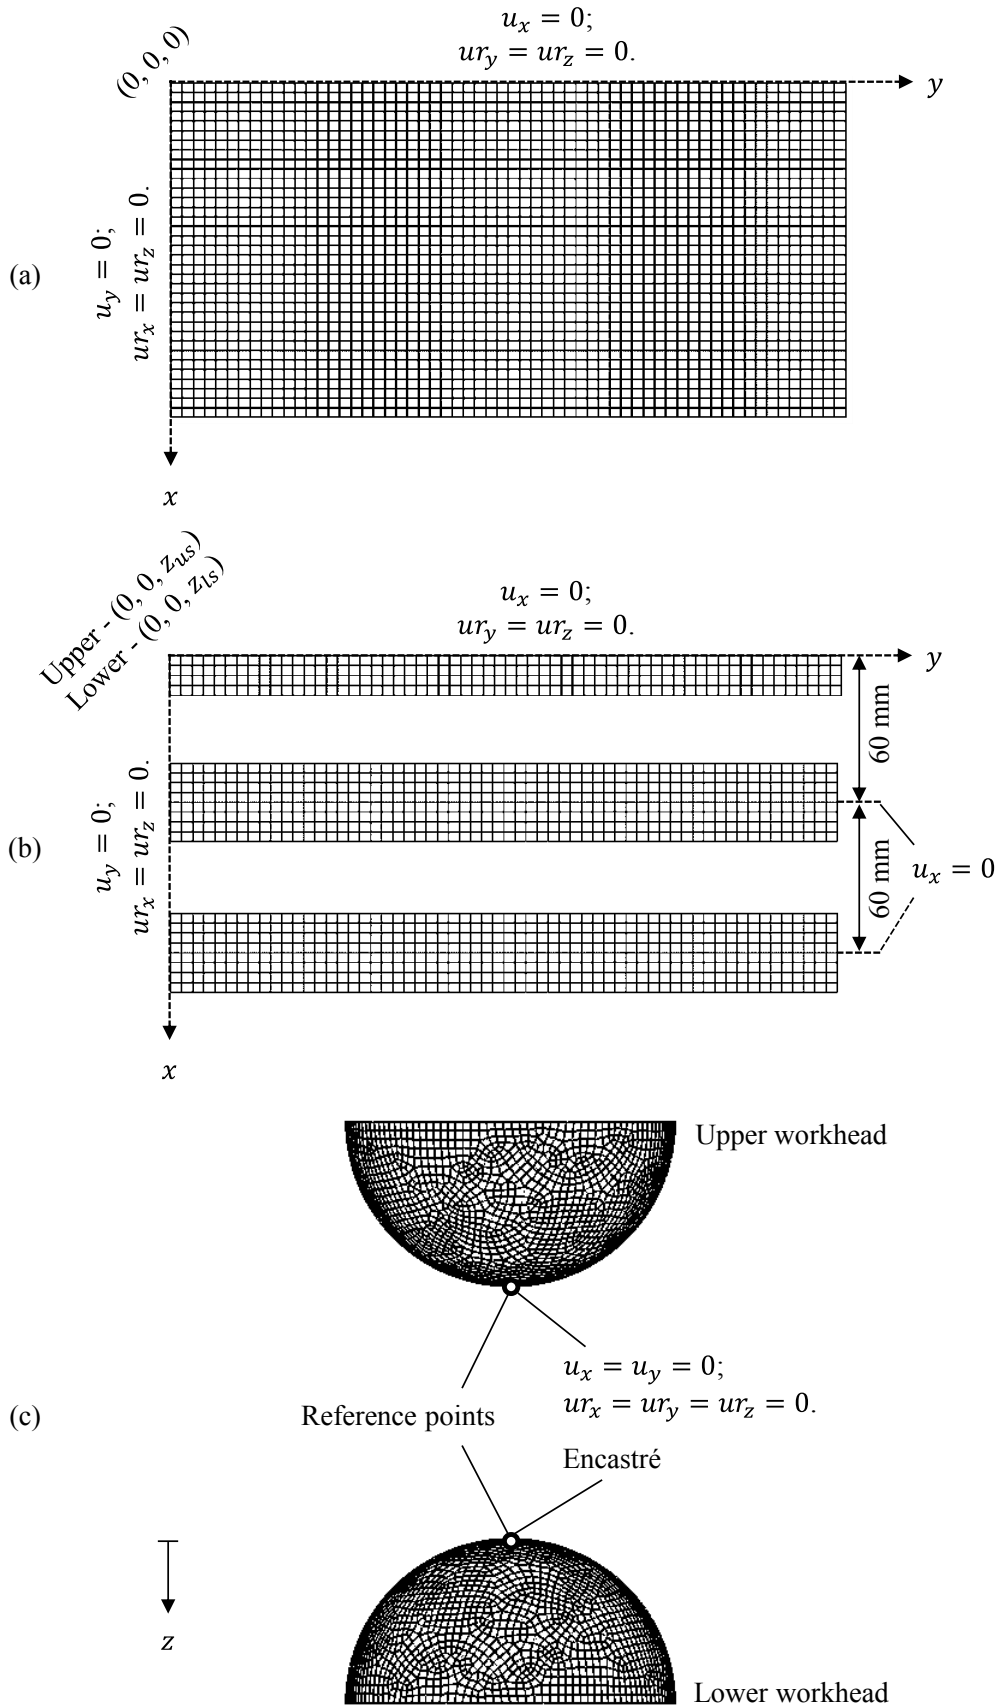 u_x = 0;
ur_y = ur_z = 0.
(0, 0, 0)
y
u_y = 0;
ur_x = ur_z = 0.
(a)
x
Upper - (0, 0, z_us)
Lower - (0, 0, z_ls)
u_x = 0;
ur_y = ur_z = 0.
y
60 mm
u_y = 0;
ur_x = ur_z = 0.
(b)
u_x = 0
60 mm
x
Upper workhead
u_x = u_y = 0;
ur_x = ur_y = ur_z = 0.
(c)
Reference points
Encastré
z
Lower workhead